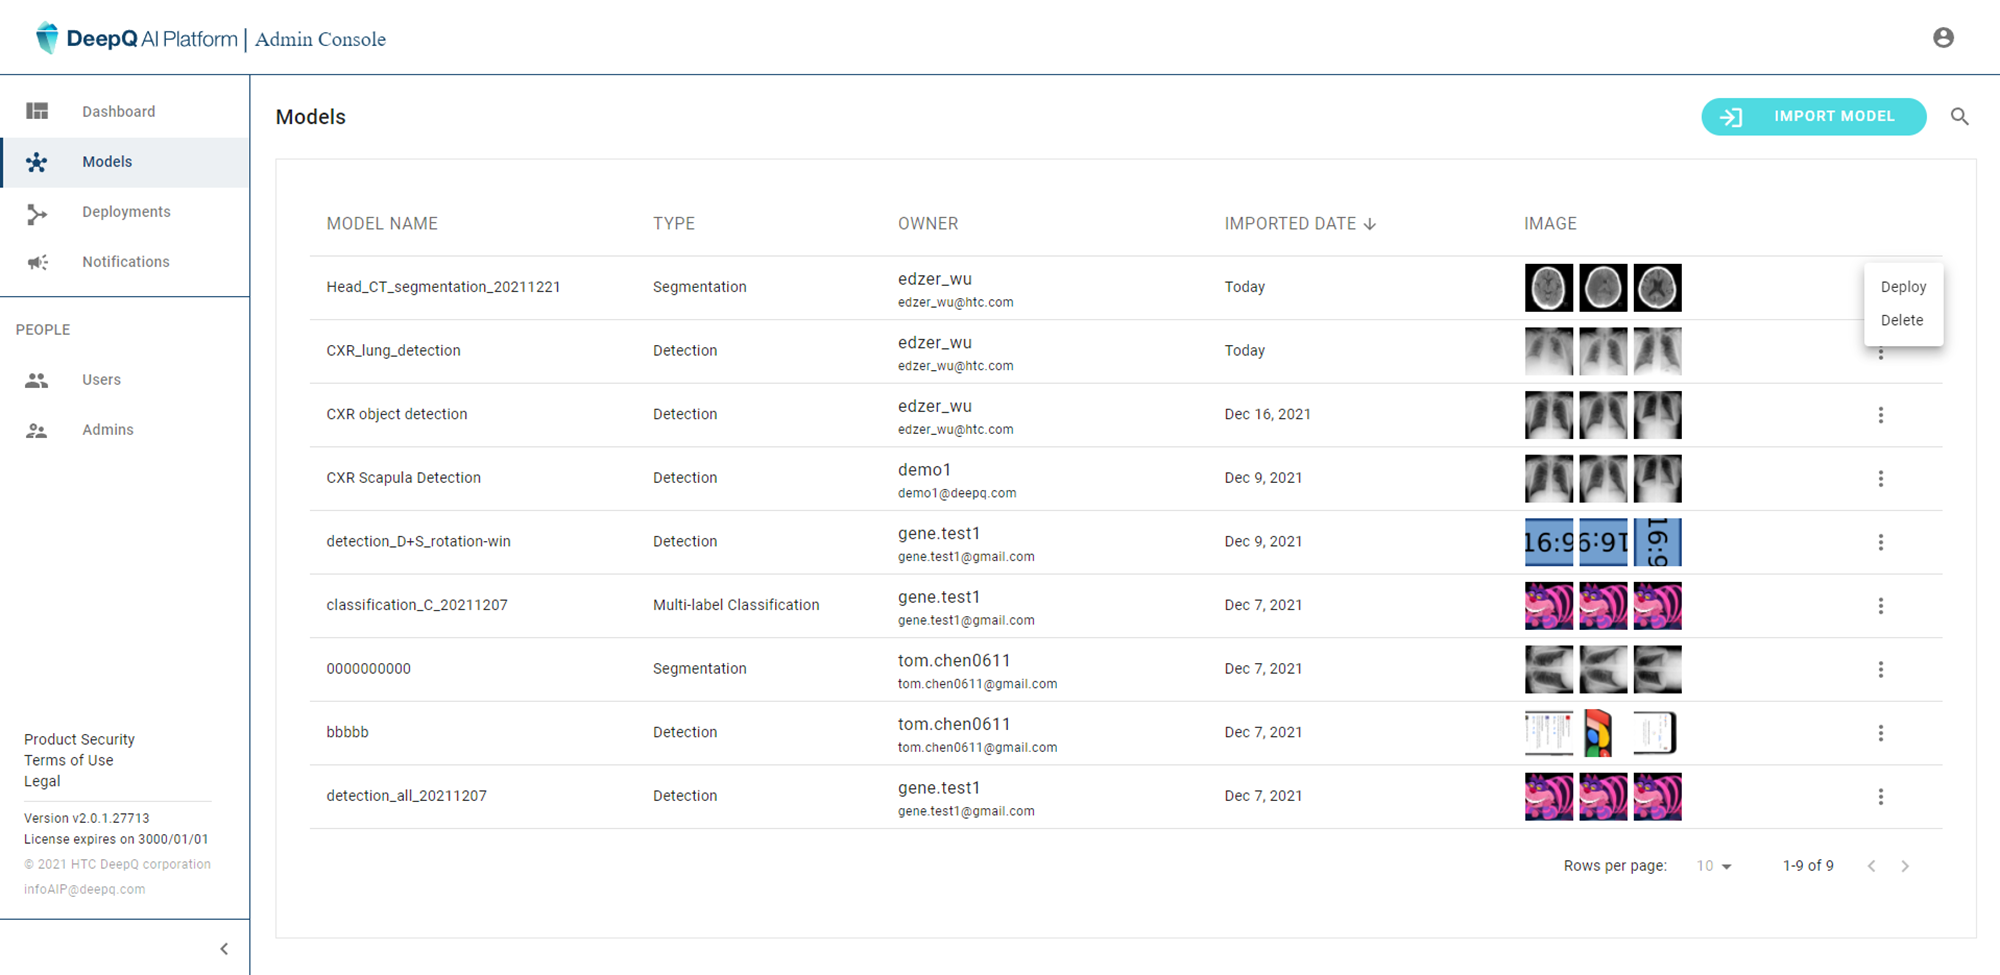 DeepQ AI Platform | Admin Console
Dashboard
Models
Deployments
Notifications
PEOPLE
Users
Admins
Product Security
Terms of Use
Legal
Version v2.0.1.27713
License expires on 3000/01/01
© 2021 HTC DeepQ corporation
infoAIP@deepq.com
Models
IMPORT MODEL
MODEL NAME TYPE OWNER IMPORTED DATE IMAGE
Head_CT_segmentation_20211221 Segmentation edzer_wu Today
edzer_wu@htc.com
Deploy
Delete
CXR_lung_detection Detection edzer_wu Today
edzer_wu@htc.com
CXR object detection Detection edzer_wu Dec 16, 2021
edzer_wu@htc.com
CXR Scapula Detection Detection demo1 Dec 9, 2021
demo1@deepq.com
detection_D+S_rotation-win Detection gene.test1 Dec 9, 2021 16:9 16:9 16:9
gene.test1@gmail.com
classification_C_20211207 Multi-label Classification gene.test1 Dec 7, 2021
gene.test1@gmail.com
0000000000 Segmentation tom.chen0611 Dec 7, 2021
tom.chen0611@gmail.com
bbbbb Detection tom.chen0611 Dec 7, 2021
tom.chen0611@gmail.com
detection_all_20211207 Detection gene.test1 Dec 7, 2021
gene.test1@gmail.com
Rows per page: 10 1-9 of 9